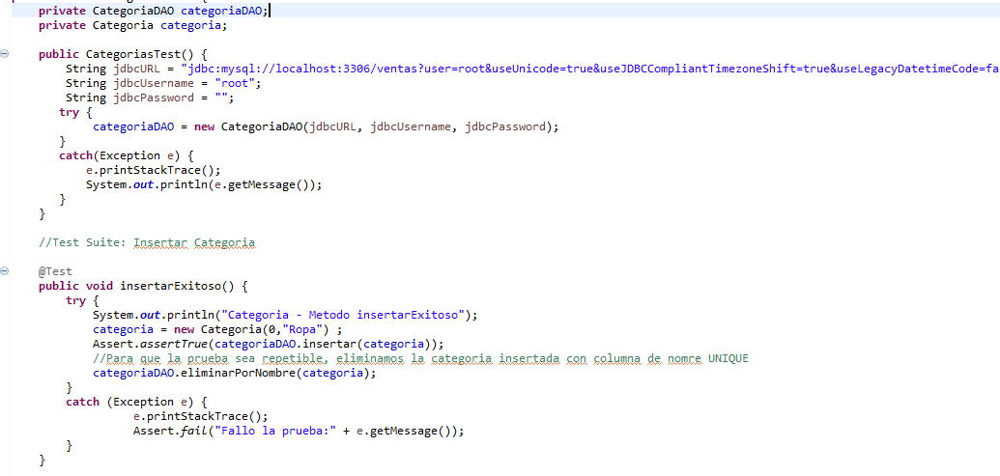 private CategoriaDAO categoriaDAO;
private Categoria categoria;
public CategoriasTest() {
String jdbcURL = "jdbc:mysql://localhost:3306/ventas?user=root&useUnicode=true&useJDBCCompliantTimezoneShift=true&useLegacyDatetimeCode=fa
String jdbcUsername = "root";
String jdbcPassword = "";
try {
categoriaDAO = new CategoriaDAO(jdbcURL, jdbcUsername, jdbcPassword);
}
catch(Exception e) {
e.printStackTrace();
System.out.println(e.getMessage());
}
}
//Test Suite: Insertar Categoria
@Test
public void insertarExitoso() {
try {
System.out.println("Categoria - Metodo insertarExitoso");
categoria = new Categoria(0,"Ropa") ;
Assert.assertTrue(categoriaDAO.insertar(categoria));
//Para que la prueba sea repetible, eliminamos la categoria insertada con columna de nomre UNIQUE
categoriaDAO.eliminarPorNombre(categoria);
}
catch (Exception e) {
e.printStackTrace();
Assert.fail("Fallo la prueba:" + e.getMessage());
}
}